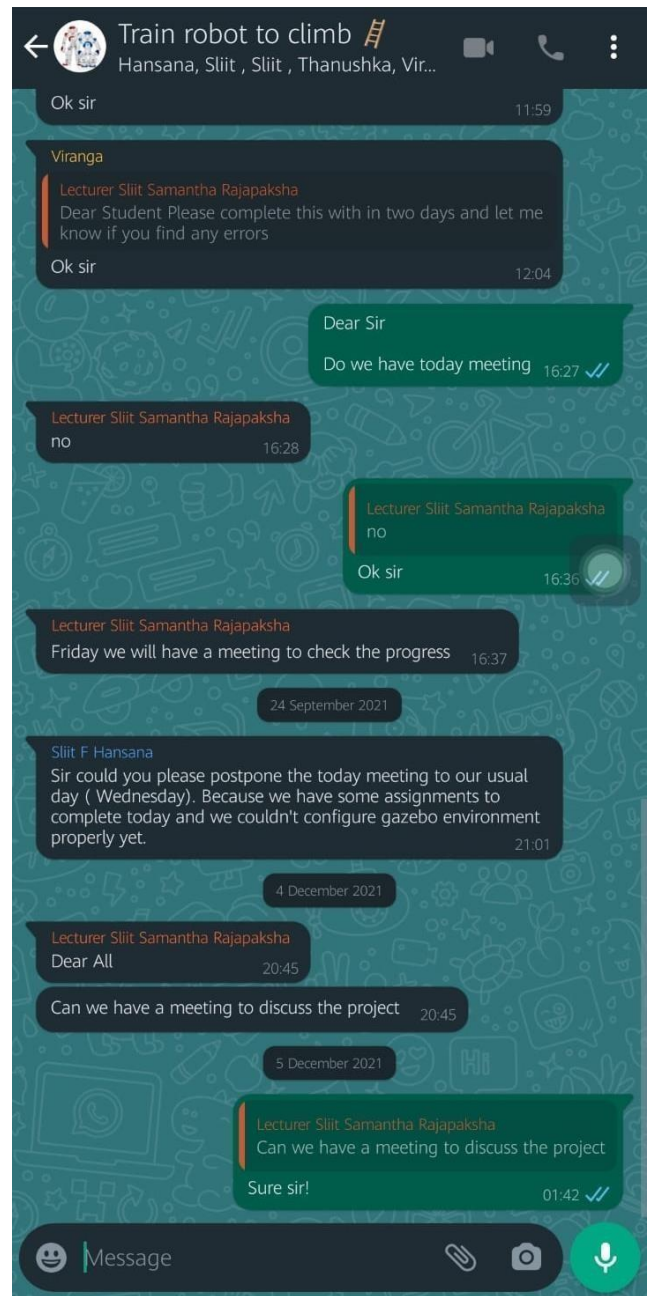 Train robot to climb 🪜
Hansana, Sliit , Sliit , Thanushka, Vir...
Ok sir
11:59
Viranga
Lecturer Sliit Samantha Rajapaksha
Dear Student Please complete this with in two days and let me
know if you find any errors
Ok sir
12:04
Dear Sir
Do we have today meeting 16:27
Lecturer Sliit Samantha Rajapaksha
no
16:28
Lecturer Sliit Samantha Rajapaksha
no
Ok sir
16:36
Lecturer Sliit Samantha Rajapaksha
Friday we will have a meeting to check the progress 16:37
24 September 2021
Sliit F Hansana
Sir could you please postpone the today meeting to our usual
day ( Wednesday). Because we have some assignments to
complete today and we couldn't configure gazebo environment
properly yet.
21:01
4 December 2021
Lecturer Sliit Samantha Rajapaksha
Dear All
20:45
Can we have a meeting to discuss the project 20:45
5 December 2021
Lecturer Sliit Samantha Rajapaksha
Can we have a meeting to discuss the project
Sure sir!
01:42
Message